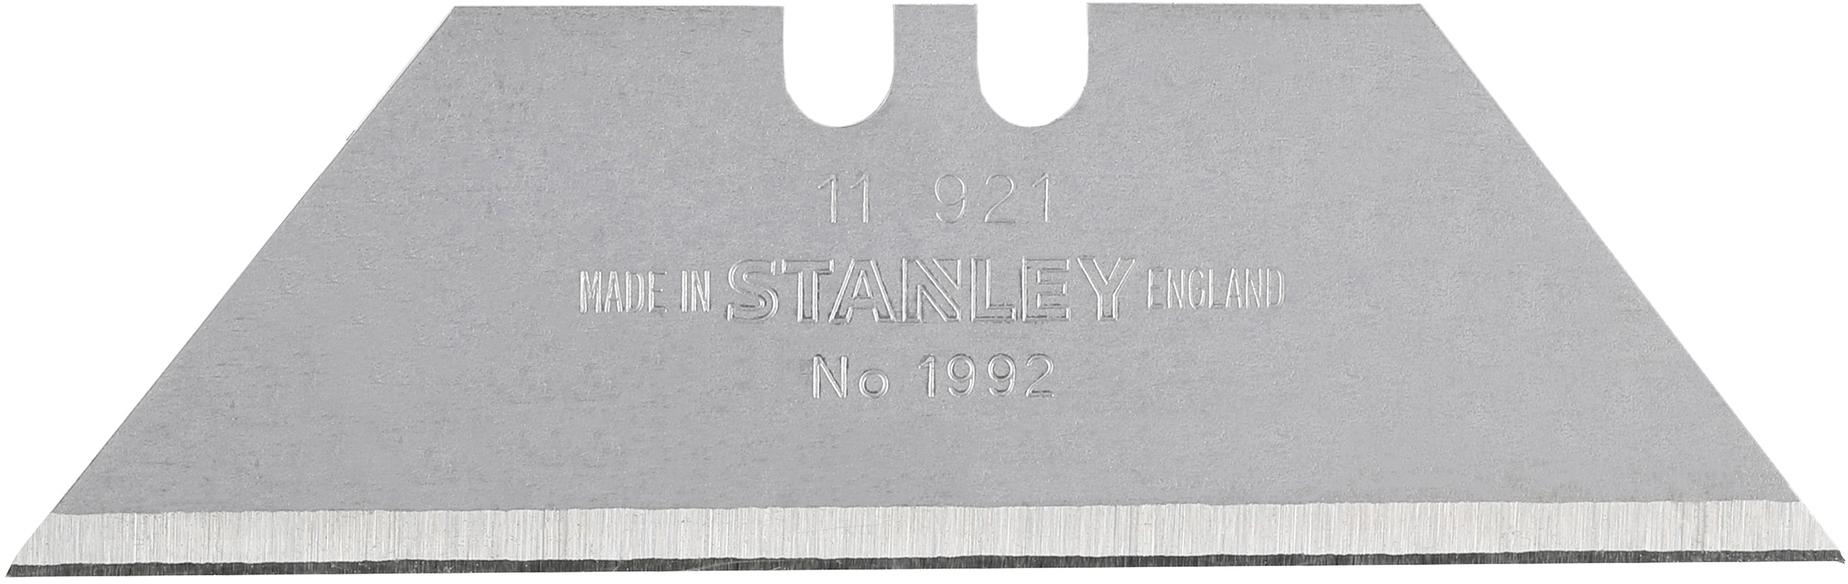 11 921
MADE IN STANLEY ENGLAND
No 1992